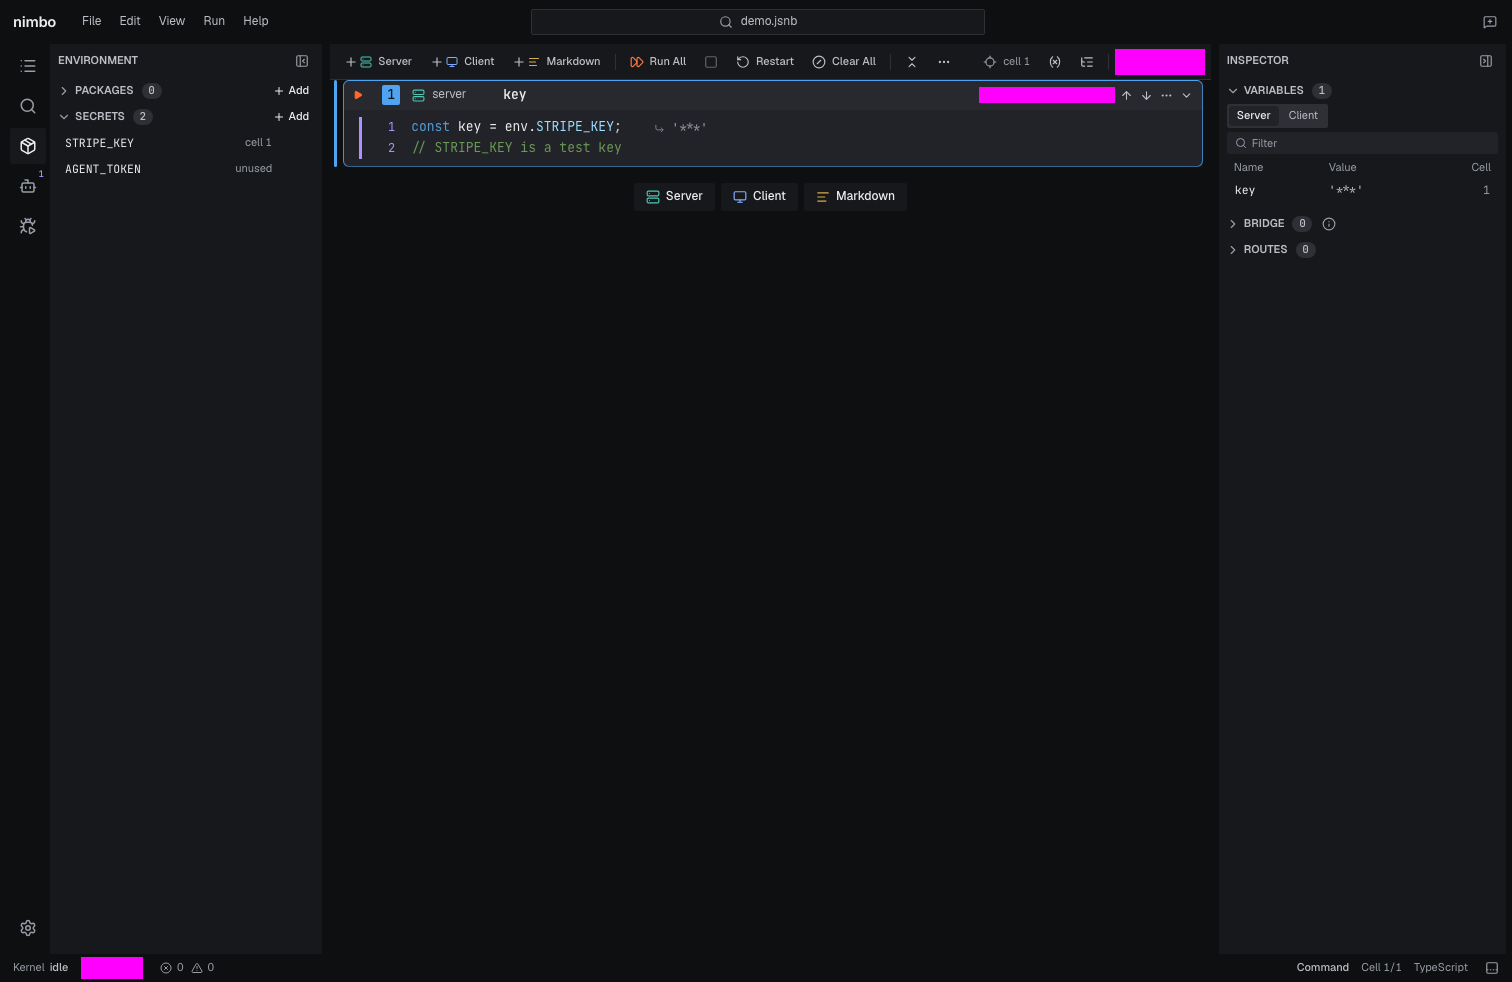 nimbo File Edit View Run Help demo.jsnb
ENVIRONMENT
PACKAGES 0 + Add
SECRETS 2 + Add
STRIPE_KEY cell 1
AGENT_TOKEN unused
1
+ Server + Client + Markdown Run All Restart Clear All ... cell 1 (x)
1 server key ...
1 const key = env.STRIPE_KEY; '***'
2 // STRIPE_KEY is a test key
Server Client Markdown
INSPECTOR
VARIABLES 1
Server Client
Filter
Name Value Cell
key '***' 1
BRIDGE 0
ROUTES 0
Kernel idle 0 0 Command Cell 1/1 TypeScript